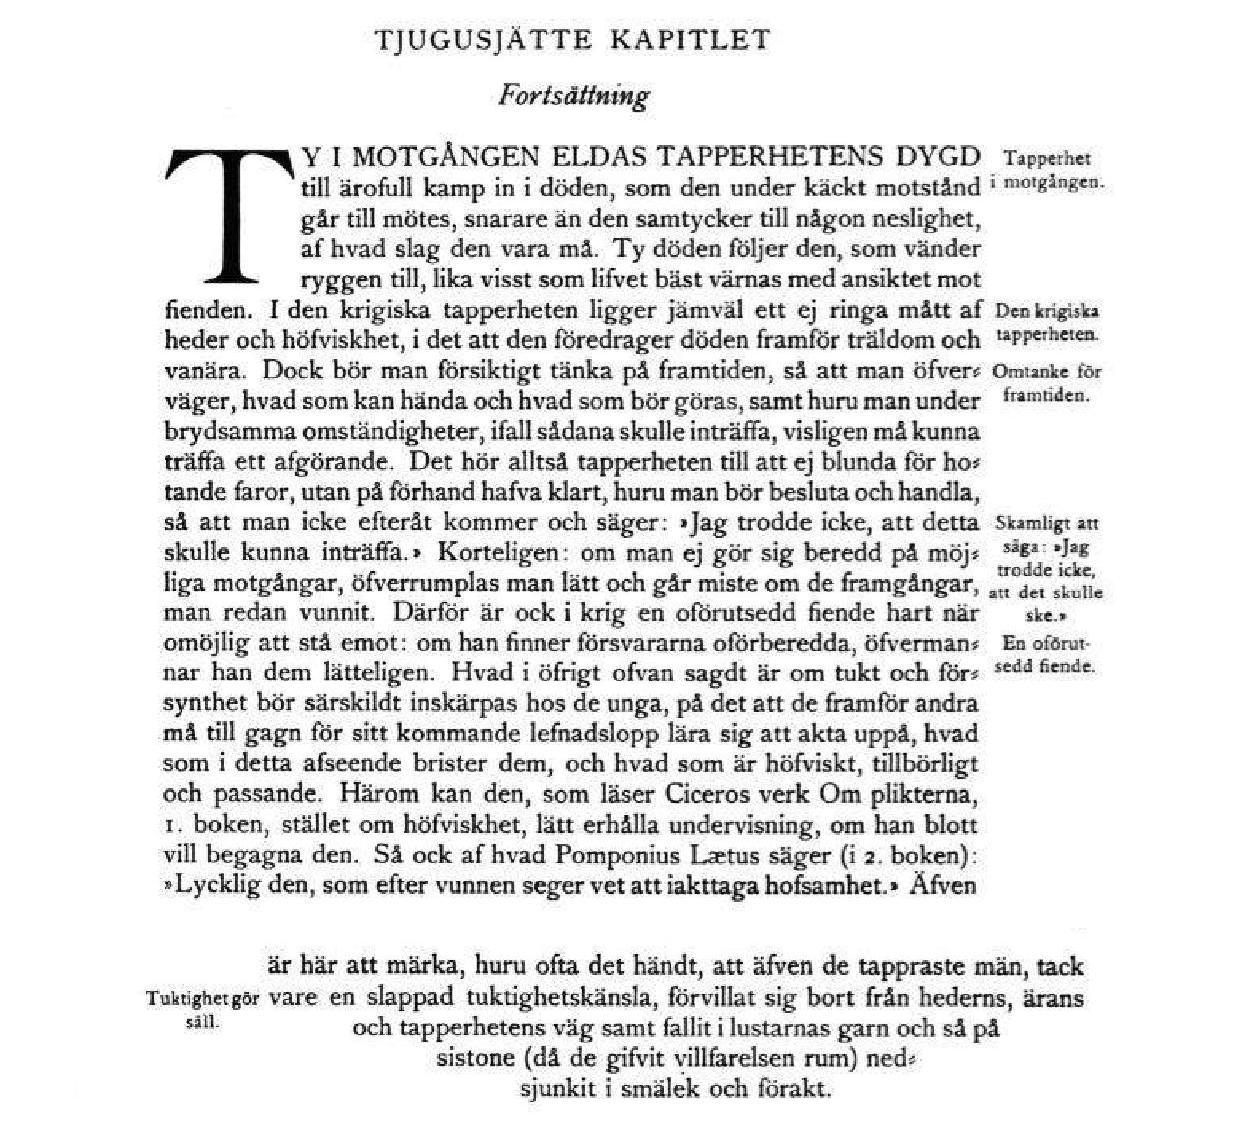 TJUGUSJÄTTE KAPITLET
Fortsättning
TY I MOTGÅNGEN ELDAS TAPPERHETENS DYGD
till ärofull kamp in i döden, som den under käckt motstånd
går till mötes, snarare än den samtycker till någon neslighet,
af hvad slag den vara må. Ty döden följer den, som vänder
ryggen till, lika visst som lifvet bäst värnas med ansiktet mot
fienden. I den krigiska tapperheten ligger jämväl ett ej ringa mått af
heder och höfviskhet, i det att den föredrager döden framför träldom och
vanära. Dock bör man försiktigt tänka på framtiden, så att man öfver⸗
väger, hvad som kan hända och hvad som bör göras, samt huru man under
brydsamma omständigheter, ifall sådana skulle inträffa, visligen må kunna
träffa ett afgörande. Det hör alltså tapperheten till att ej blunda för ho⸗
tande faror, utan på förhand hafva klart, huru man bör besluta och handla,
så att man icke efteråt kommer och säger: »Jag trodde icke, att detta
skulle kunna inträffa.» Korteligen: om man ej gör sig beredd på möj⸗
liga motgångar, öfverrumplas man lätt och går miste om de framgångar,
man redan vunnit. Därför är ock i krig en oförutsedd fiende hart när
omöjlig att stå emot: om han finner försvararna oförberedda, öfverman⸗
nar han dem lätteligen. Hvad i öfrigt ofvan sagdt är om tukt och för⸗
synthet bör särskildt inskärpas hos de unga, på det att de framför andra
må till gagn för sitt kommande lefnadslopp lära sig att akta uppå, hvad
som i detta afseende brister dem, och hvad som är höfviskt, tillbörligt
och passande. Härom kan den, som läser Ciceros verk Om plikterna,
1. boken, stället om höfviskhet, lätt erhålla undervisning, om han blott
vill begagna den. Så ock af hvad Pomponius Lætus säger (i 2. boken):
»Lycklig den, som efter vunnen seger vet att iakttaga hofsamhet.» Äfven
Tapperhet
i motgången.
Den krigiska
tapperheten.
Omtanke för
framtiden.
Skamligt att
säga: »Jag
trodde icke,
att det skulle
ske.»
En oförut-
sedd fiende.
är här att märka, huru ofta det händt, att äfven de tappraste män, tack
vare en slappad tuktighetskänsla, förvillat sig bort från hederns, ärans
och tapperhetens väg samt fallit i lustarnas garn och så på
sistone (då de gifvit villfarelsen rum) ned⸗
sjunkit i smälek och förakt.
Tuktighet gör
säll.